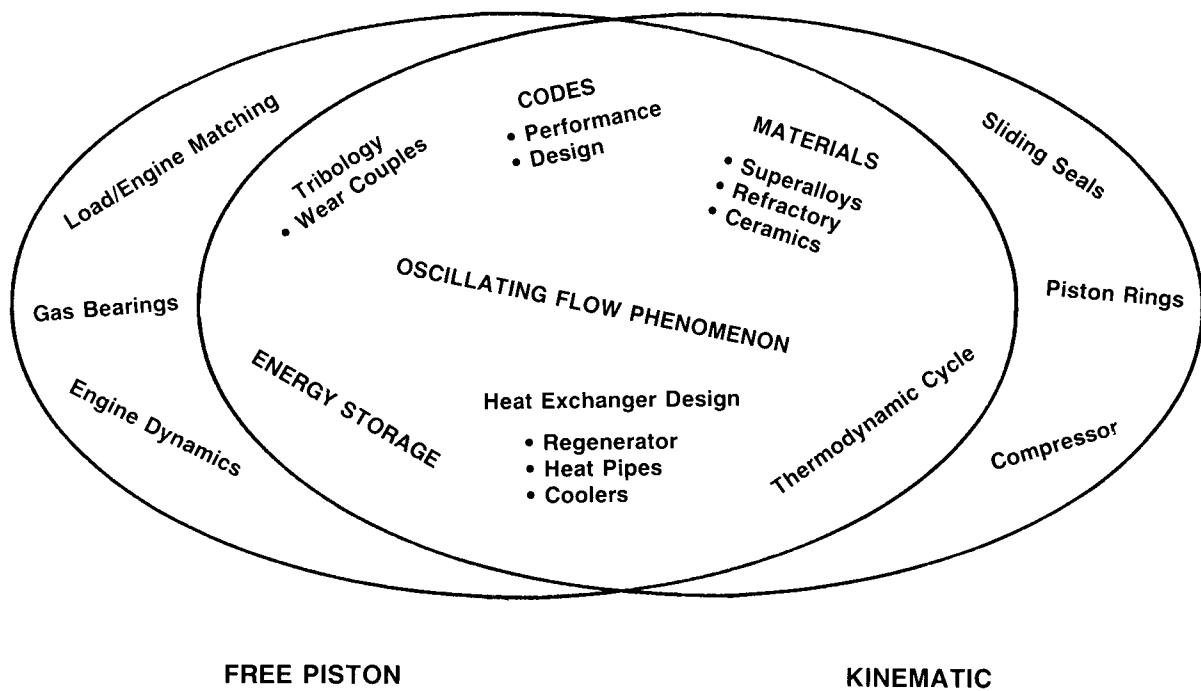 Load/Engine Matching
Gas Bearings
Engine Dynamics
Tribology
• Wear Couples
CODES
• Performance
• Design
MATERIALS
• Superalloys
• Refractory
• Ceramics
OSCILLATING FLOW PHENOMENON
ENERGY STORAGE
Heat Exchanger Design
• Regenerator
• Heat Pipes
• Coolers
Thermodynamic Cycle
Sliding Seals
Piston Rings
Compressor
FREE PISTON
KINEMATIC